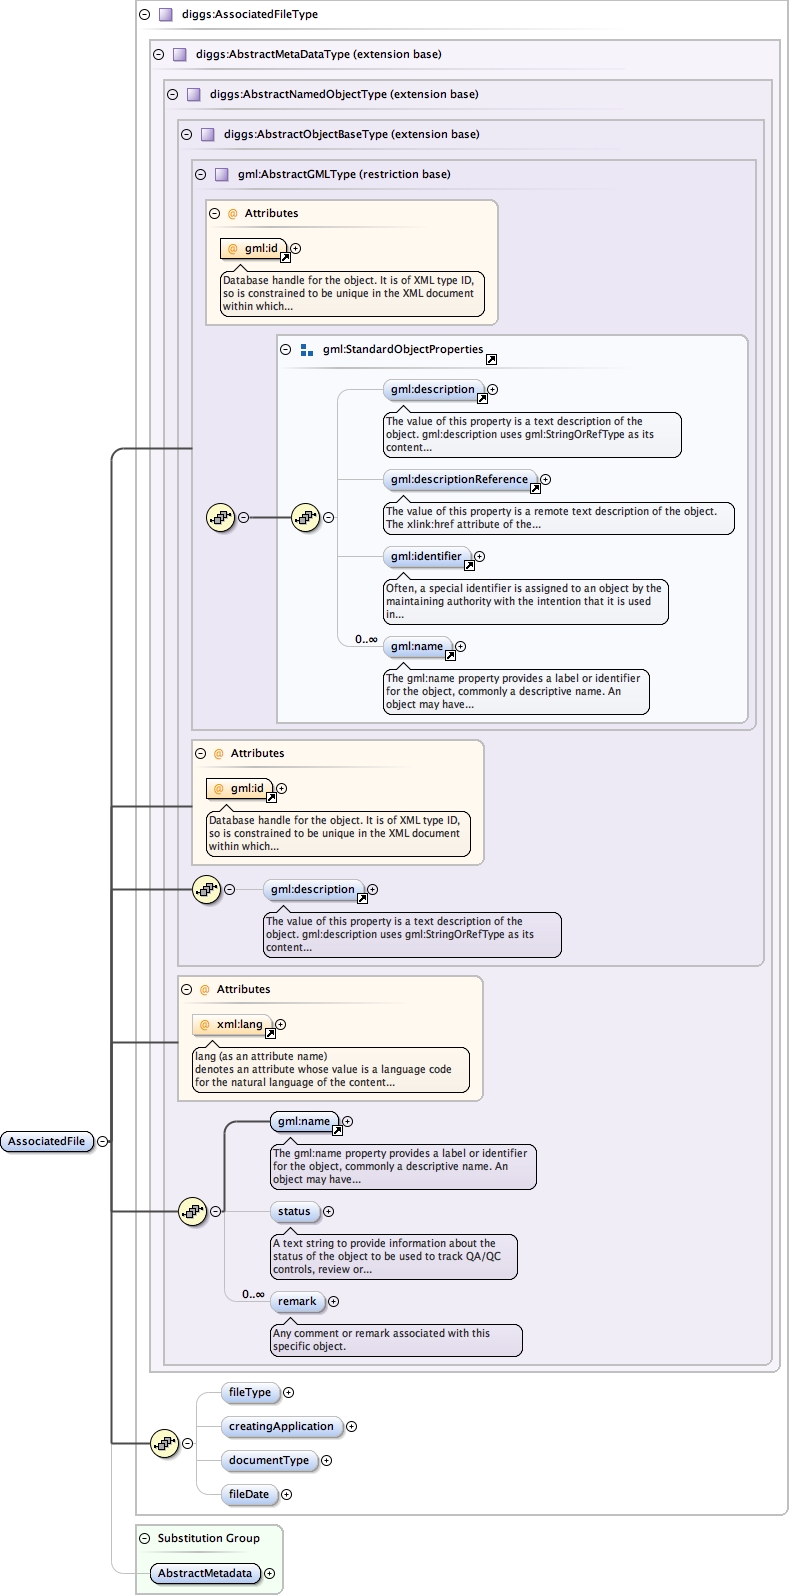 diggs:AssociatedFileType
diggs:AbstractMetaDataType (extension base)
diggs:AbstractNamedObjectType (extension base)
diggs:AbstractObjectBaseType (extension base)
gml:AbstractGMLType (restriction base)
@ Attributes
@ gml:id
Database handle for the object. It is of XML type ID,
so is constrained to be unique in the XML document
within which...
gml:StandardObjectProperties
gml:description
The value of this property is a text description of the
object. gml:description uses gml:StringOrRefType as its
content...
gml:descriptionReference
The value of this property is a remote text description of the object.
The xlink:href attribute of the...
gml:identifier
Often, a special identifier is assigned to an object by the
maintaining authority with the intention that it is used
in...
0..∞
gml:name
The gml:name property provides a label or identifier
for the object, commonly a descriptive name. An
object may have...
@ Attributes
@ gml:id
Database handle for the object. It is of XML type ID,
so is constrained to be unique in the XML document
within which...
gml:description
The value of this property is a text description of the
object. gml:description uses gml:StringOrRefType as its
content...
@ Attributes
@ xml:lang
lang (as an attribute name)
denotes an attribute whose value is a language code
for the natural language of the content...
AssociatedFile
gml:name
The gml:name property provides a label or identifier
for the object, commonly a descriptive name. An
object may have...
status
A text string to provide information about the
status of the object to be used to track QA/QC
controls, review or...
0..∞
remark
Any comment or remark associated with this
specific object.
fileType
creatingApplication
documentType
fileDate
Substitution Group
AbstractMetadata